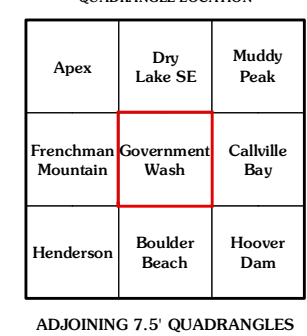 QUADRANGLE LOCATION
Apex
Dry
Lake SE
Muddy
Peak
Frenchman
Mountain
Government
Wash
Callville
Bay
Henderson
Boulder
Beach
Hoover
Dam
ADJOINING 7.5' QUADRANGLES